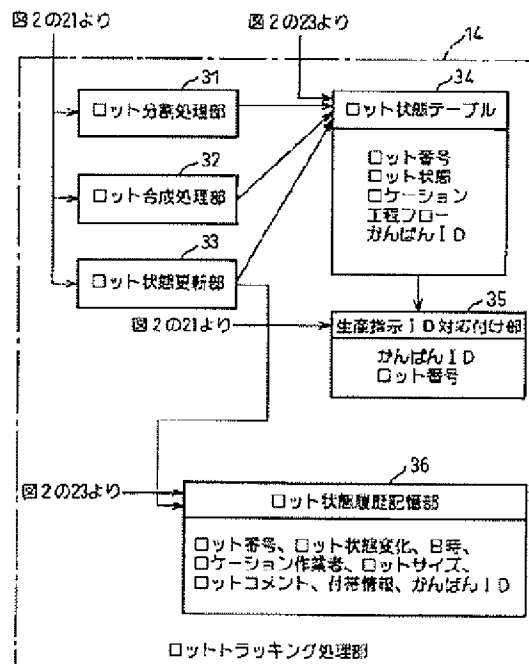 図2の21より
図2の23より
14
31
ロット分割処理部
34
ロット状態テーブル
ロット番号
ロット状態
ロケーション
工程フロー
かんばんID
32
ロット合成処理部
33
ロット状態更新部
35
図2の21より
生産指示ID対応付け部
かんばんID
ロット番号
36
図2の23より
ロット状態履歴記憶部
ロット番号、ロット状態変化、日時、
ロケーション作業者、ロットサイズ、
ロットコメント、付帯情報、かんばんID
ロットトラッキング処理部